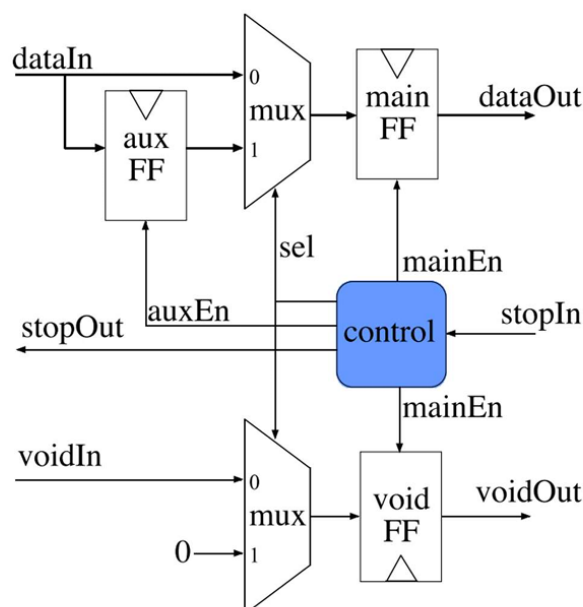 dataIn
0
mux
1
aux
FF
main
FF
dataOut
sel
mainEn
auxEn
stopOut
control
stopIn
mainEn
voidIn
0
mux
0
1
void
FF
voidOut